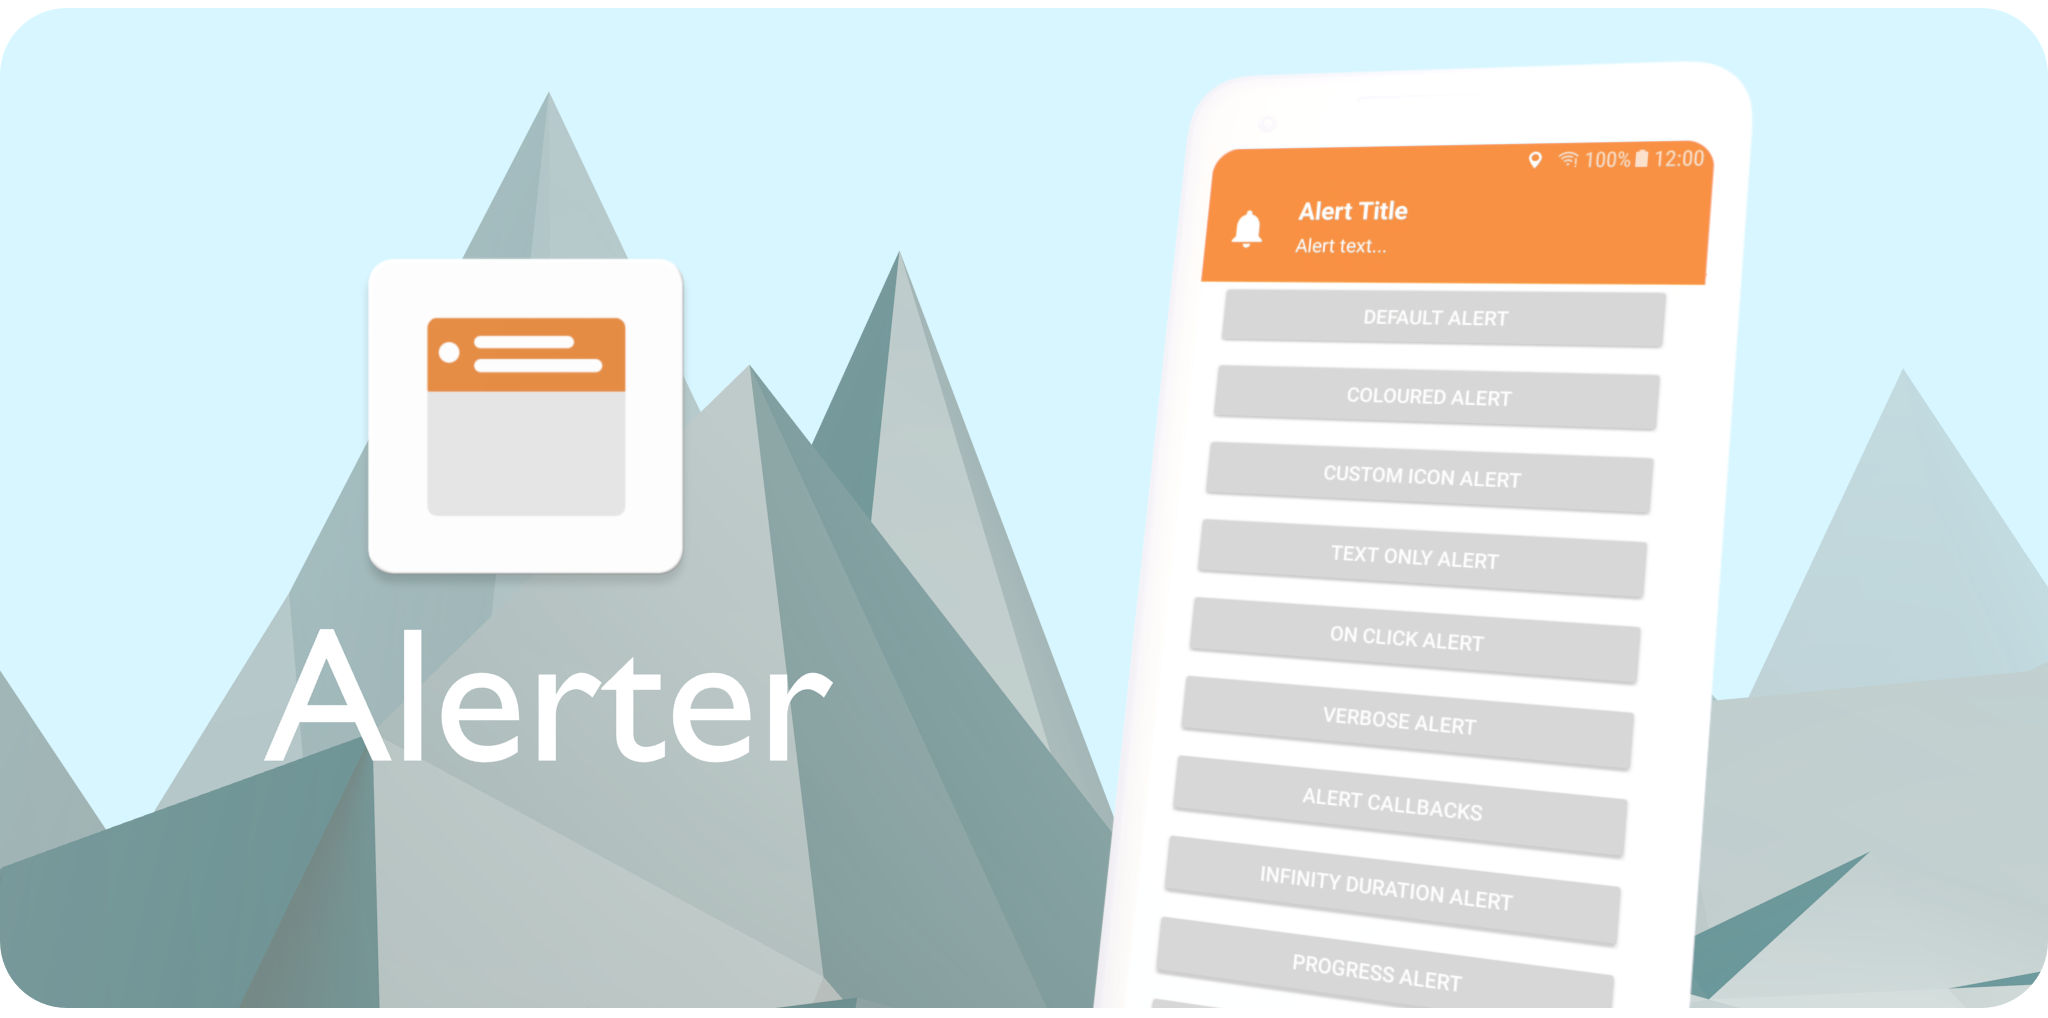 Alerter
100% 12:00
Alert Title
Alert text...
DEFAULT ALERT
COLOURED ALERT
CUSTOM ICON ALERT
TEXT ONLY ALERT
ON CLICK ALERT
VERBOSE ALERT
ALERT CALLBACKS
INFINITY DURATION ALERT
PROGRESS ALERT